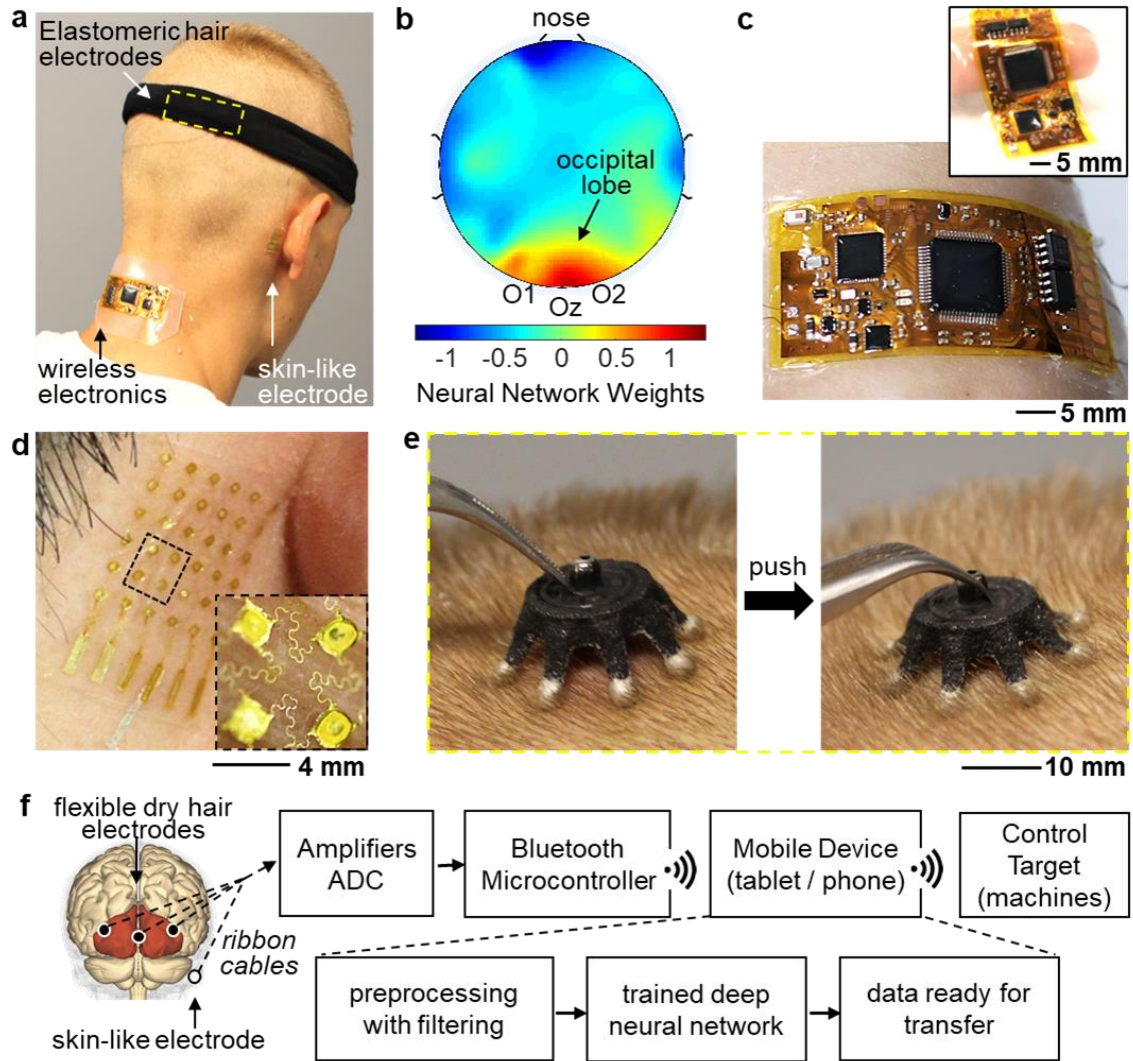 a
Elastomeric hair
electrodes
wireless
electronics
skin-like
electrode
b
nose
occipital
lobe
O1
Oz
O2
-1 -0.5 0 0.5 1
Neural Network Weights
c
5 mm
5 mm
d
4 mm
e
push
10 mm
f
flexible dry hair
electrodes
ribbon
cables
skin-like electrode
Amplifiers
ADC
Bluetooth
Microcontroller
Mobile Device
(tablet / phone)
Control
Target
(machines)
preprocessing
with filtering
trained deep
neural network
data ready for
transfer